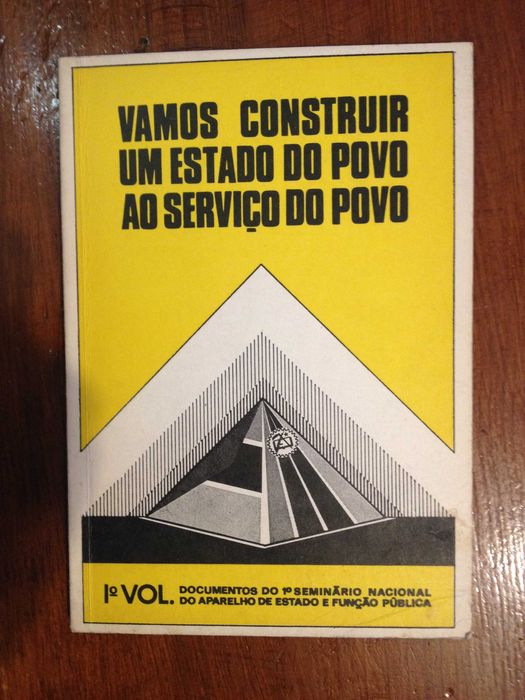 VAMOS CONSTRUIR
UM ESTADO DO POVO
AO SERVIÇO DO POVO
1º VOL.
DOCUMENTOS DO 1º SEMINÁRIO NACIONAL
DO APARELHO DE ESTADO E FUNÇÃO PÚBLICA